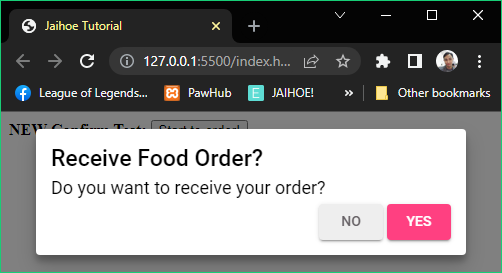 Jaihoe Tutorial
127.0.0.1:5500/index.h...
League of Legends... PawHub JAIHOE! » Other bookmarks
NEW Confirm Test: Start to order!
Receive Food Order?
Do you want to receive your order?
NO YES